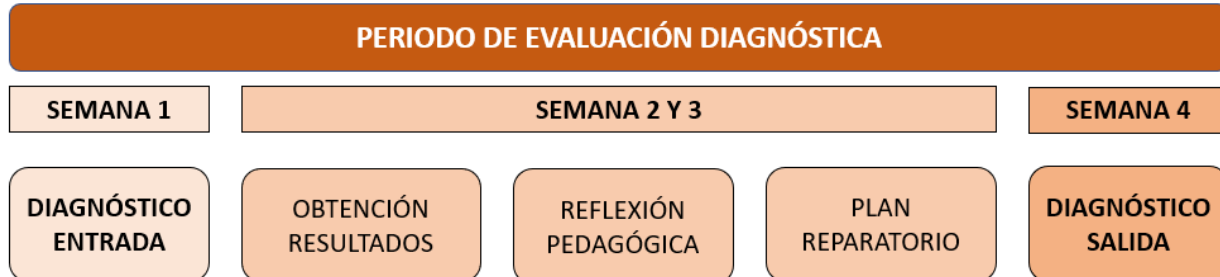 PERIODO DE EVALUACIÓN DIAGNÓSTICA
SEMANA 1
SEMANA 2 Y 3
SEMANA 4
DIAGNÓSTICO
ENTRADA
OBTENCIÓN
RESULTADOS
REFLEXIÓN
PEDAGÓGICA
PLAN
REPARATORIO
DIAGNÓSTICO
SALIDA